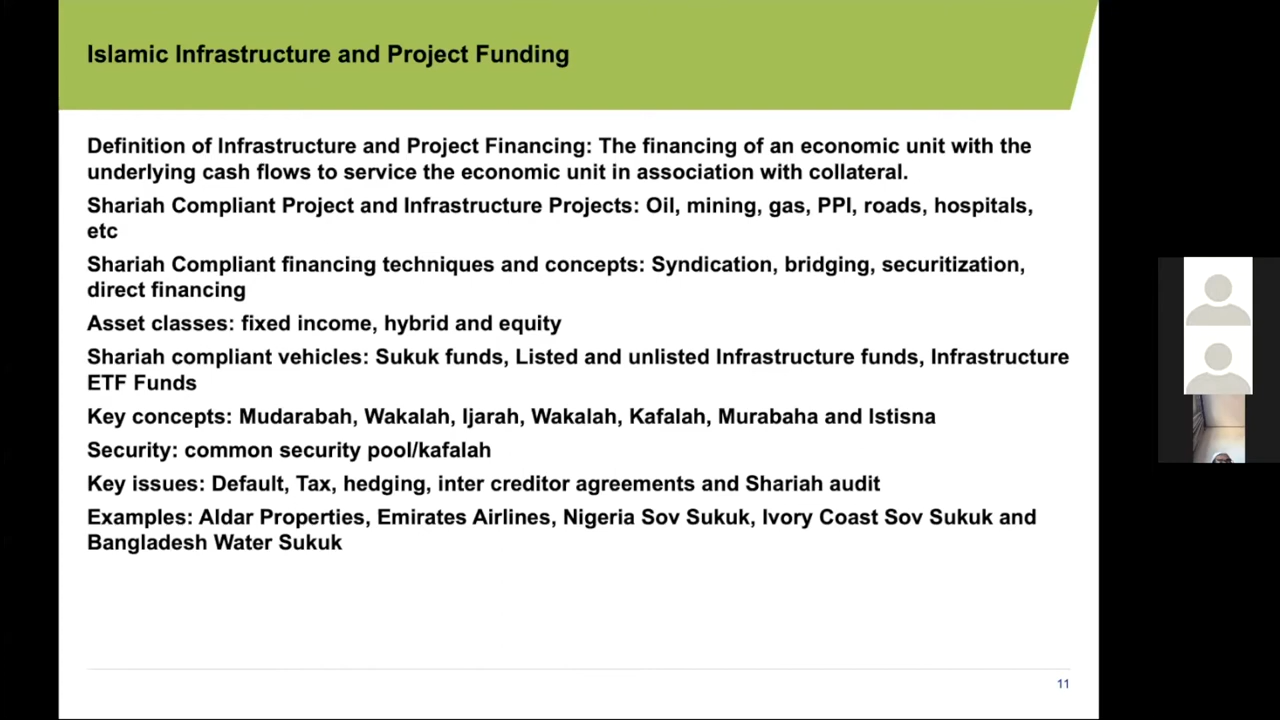 Islamic Infrastructure and Project Funding
Definition of Infrastructure and Project Financing: The financing of an economic unit with the
underlying cash flows to service the economic unit in association with collateral.
Shariah Compliant Project and Infrastructure Projects: Oil, mining, gas, PPI, roads, hospitals,
etc
Shariah Compliant financing techniques and concepts: Syndication, bridging, securitization,
direct financing
Asset classes: fixed income, hybrid and equity
Shariah compliant vehicles: Sukuk funds, Listed and unlisted Infrastructure funds, Infrastructure
ETF Funds
Key concepts: Mudarabah, Wakalah, Ijarah, Wakalah, Kafalah, Murabaha and Istisna
Security: common security pool/kafalah
Key issues: Default, Tax, hedging, inter creditor agreements and Shariah audit
Examples: Aldar Properties, Emirates Airlines, Nigeria Sov Sukuk, Ivory Coast Sov Sukuk and
Bangladesh Water Sukuk
11